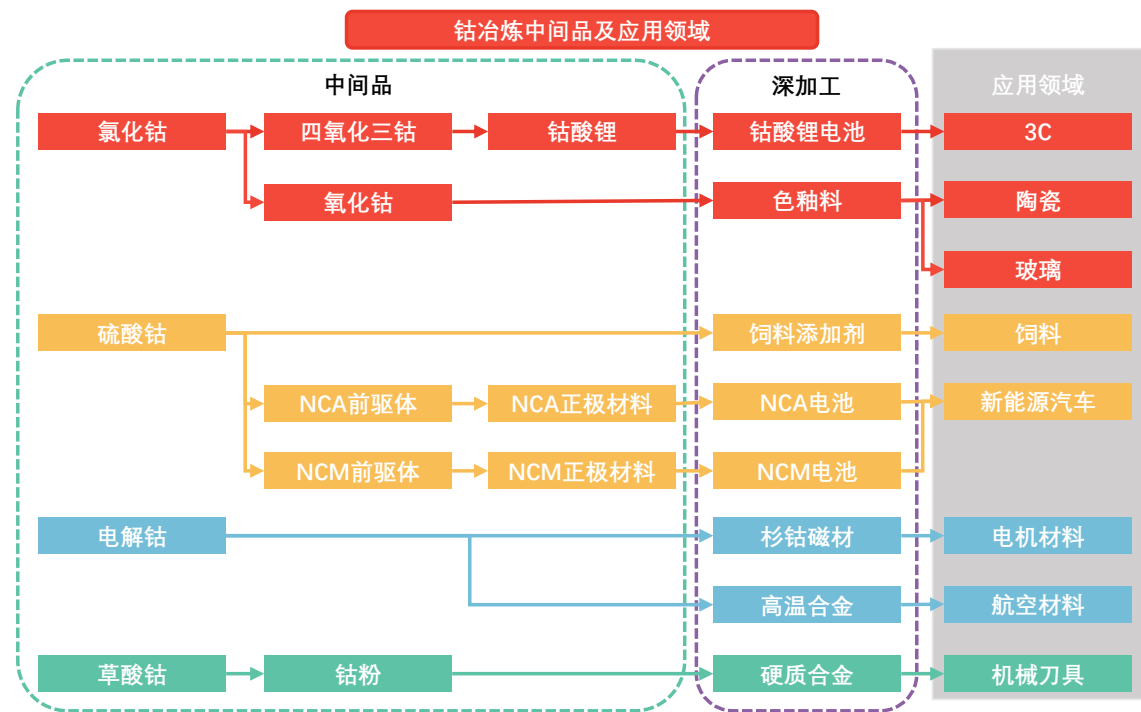 钴冶炼中间品及应用领域
中间品
深加工
应用领域
氯化钴
四氧化三钴
钴酸锂
钴酸锂电池
3C
氧化钴
色釉料
陶瓷
玻璃
硫酸钴
饲料添加剂
饲料
NCA前驱体
NCA正极材料
NCA电池
新能源汽车
NCM前驱体
NCM正极材料
NCM电池
电解钴
杉钴磁材
电机材料
高温合金
航空材料
草酸钴
钴粉
硬质合金
机械刀具